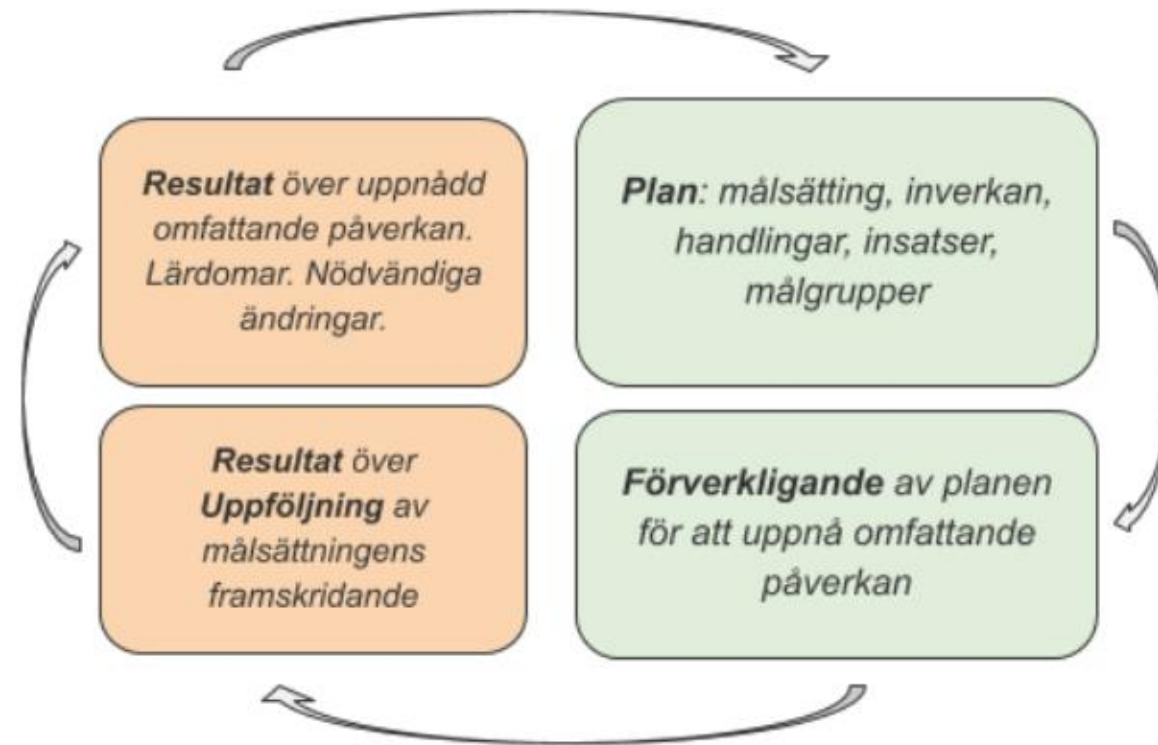 Resultat över uppnådd
omfattande påverkan.
Lärdomar. Nödvändiga
ändringar.
Plan: målsätting, inverkan,
handlingar, insatser,
målgrupper
Resultat över
Uppföljning av
målsättningens
framskridande
Förverkligande av planen
för att uppnå omfattande
påverkan